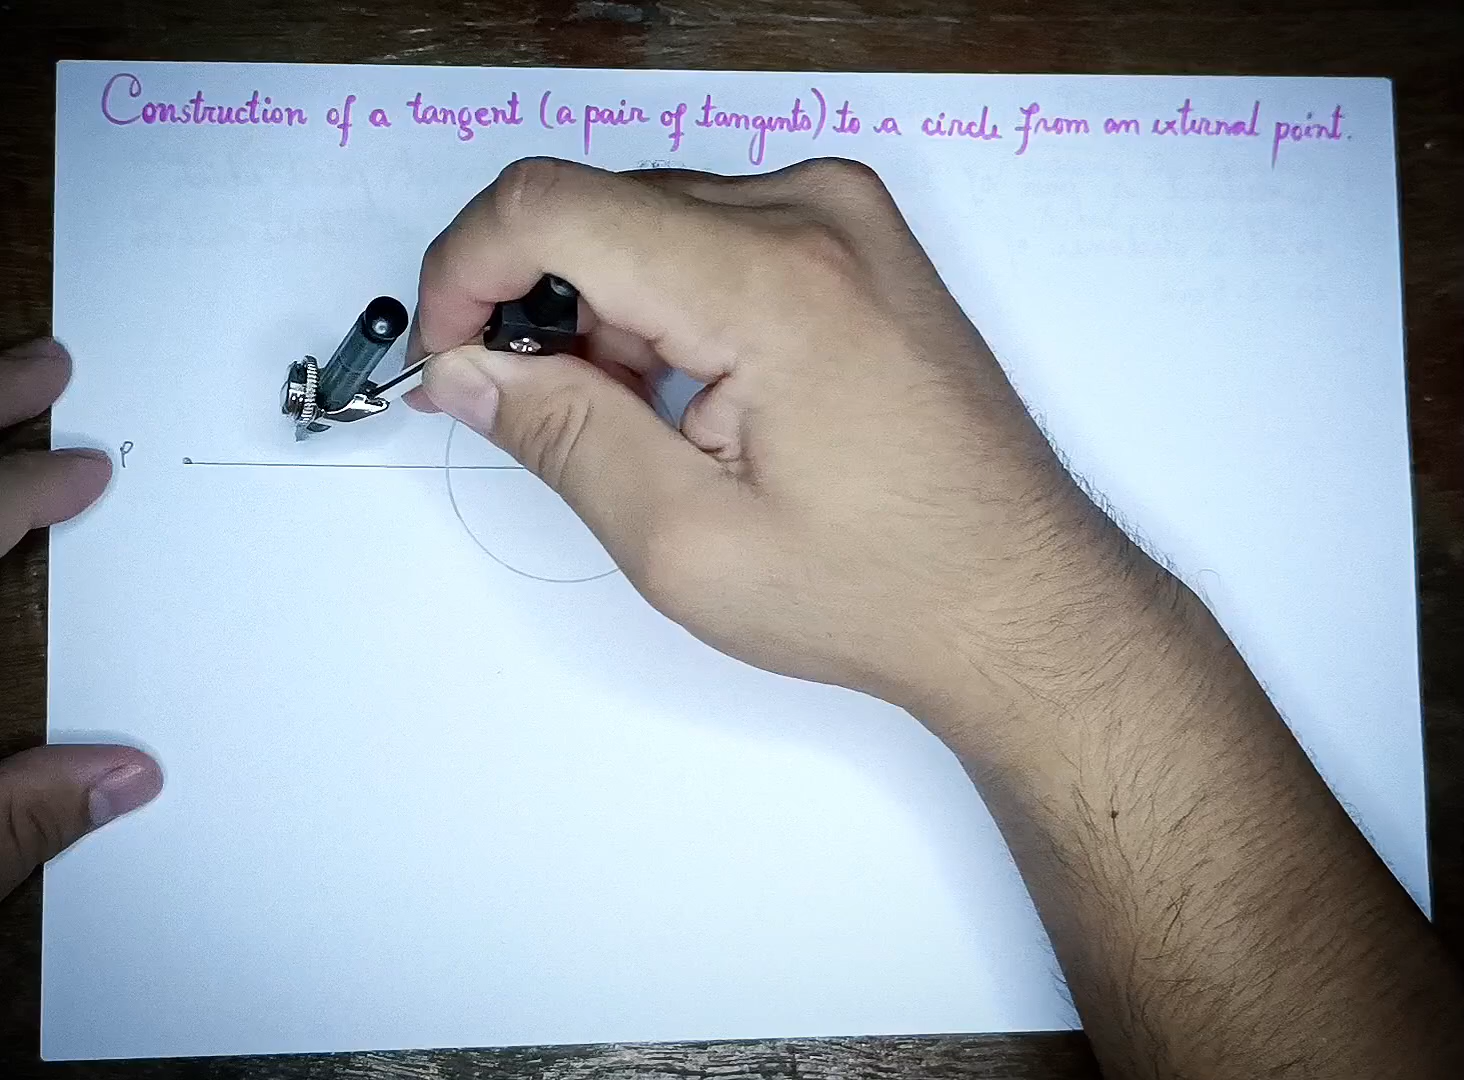 Construction of a tangent (a pair of tangents) to a circle from an external point.
P